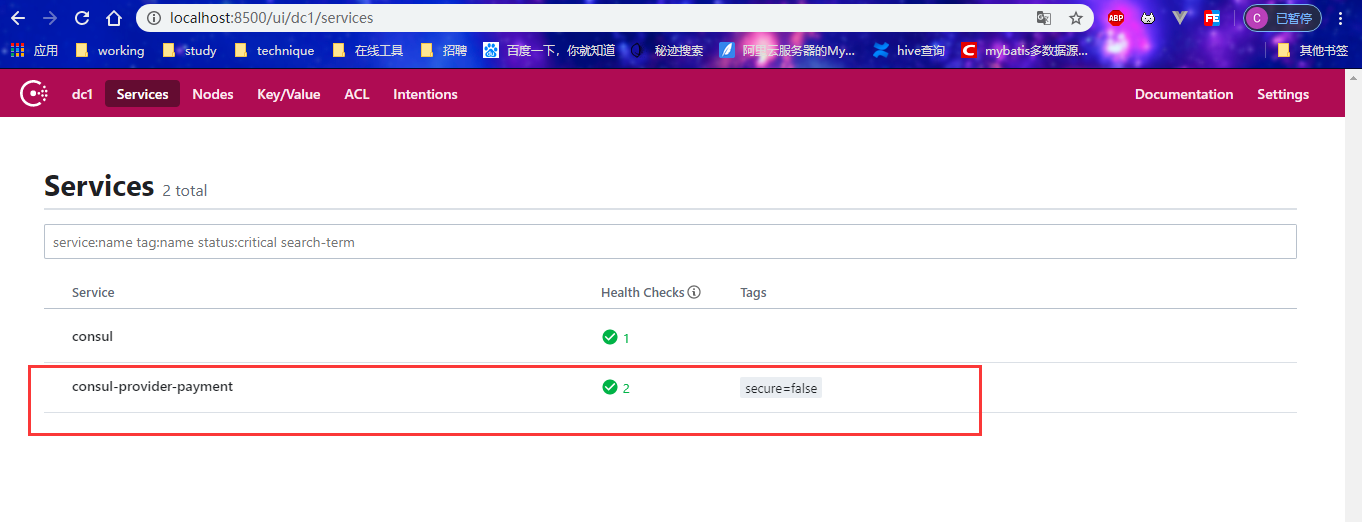 localhost:8500/ui/dc1/services
ABP
FE
C 已暂停
应用 working study technique 在线工具 招聘 百度一下，你就知道 秘迹搜索 阿里云服务器的My... hive查询 C mybatis多数据源... 其他书签
dc1 Services Nodes Key/Value ACL Intentions Documentation Settings
Services 2 total
service:name tag:name status:critical search-term
Service Health Checks Tags
consul 1
consul-provider-payment 2 secure=false